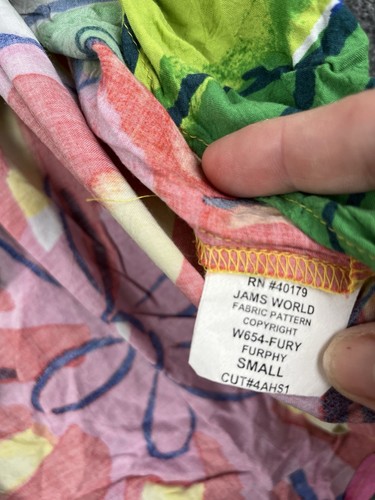 RN #40179
JAMS WORLD
FABRIC PATTERN
COPYRIGHT
W654-FURY
FURPHY
SMALL
CUT#4AHS1